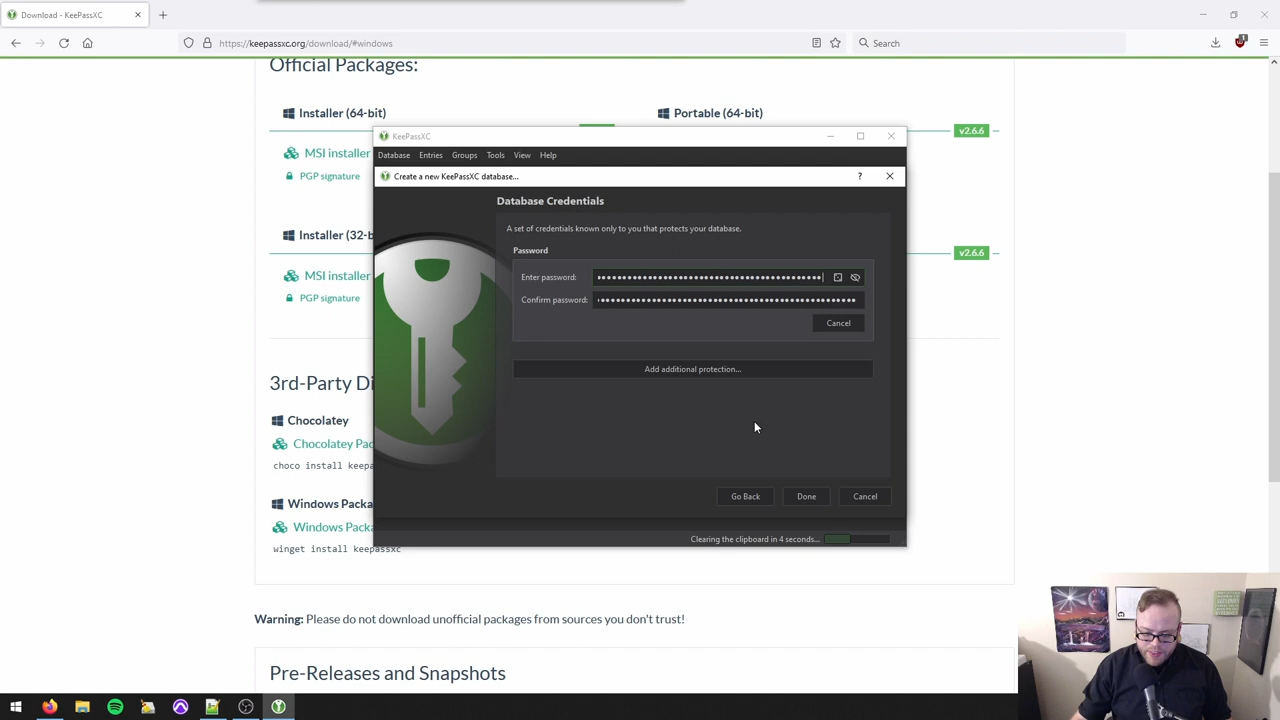 Download - KeePassXC
https://keepassxc.org/download/#windows
Search
1
Official Packages:
Installer (64-bit)
Portable (64-bit)
v2.6.6
MSI installer
PGP signature
Installer (32-b
v2.6.6
MSI installer
PGP signature
3rd-Party Di
Chocolatey
Chocolatey Pac
choco install keepa
Windows Packa
Windows Packa
winget install keepassxc
Warning: Please do not download unofficial packages from sources you don't trust!
Pre-Releases and Snapshots
KeePassXC
Database Entries Groups Tools View Help
Create a new KeePassXC database...
?
Database Credentials
A set of credentials known only to you that protects your database.
Password
Enter password:
Confirm password:
Cancel
Add additional protection...
Go Back Done Cancel
Clearing the clipboard in 4 seconds...